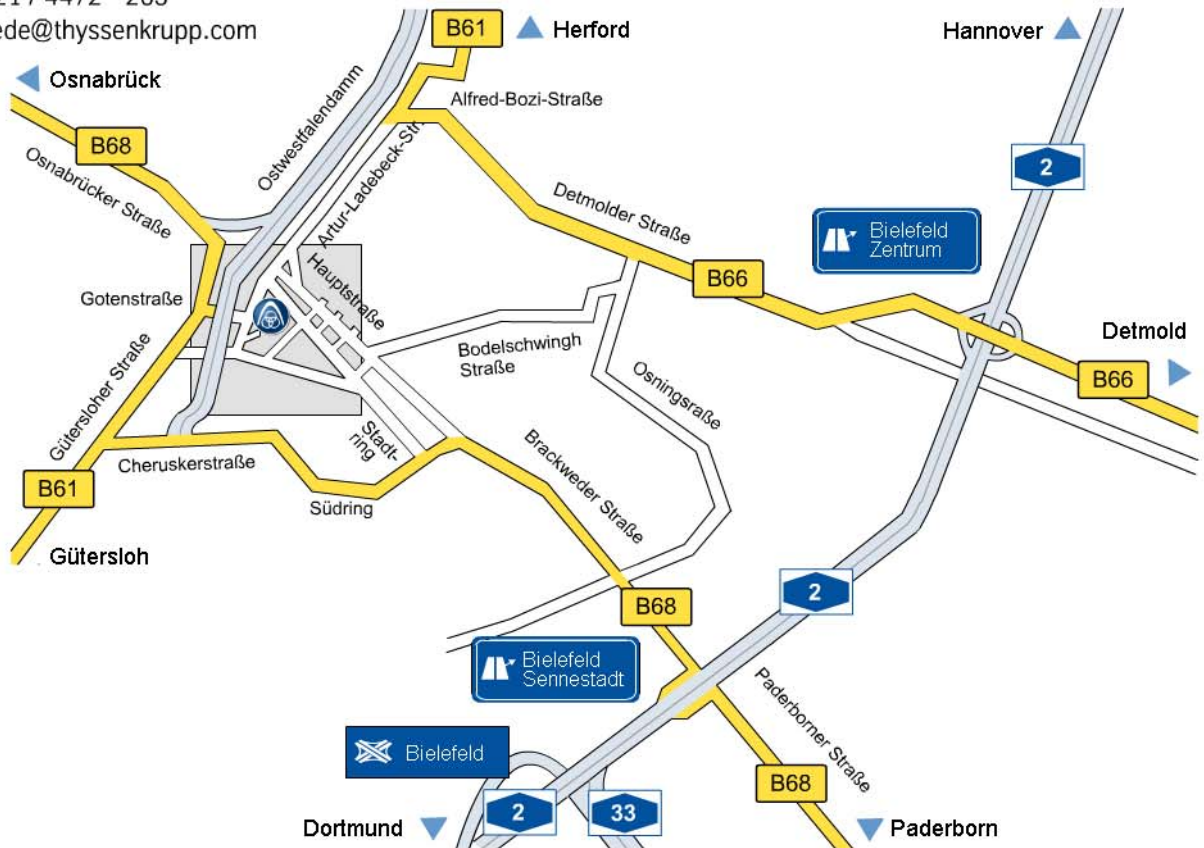 ede@thyssenkrupp.com
B61
Herford
Hannover
Osnabrück
Alfred-Bozi-Straße
B68
Ostwestfalendamm
Artur-Ladebeck-Str.
Osnabrücker Straße
2
Detmolder Straße
Bielefeld
Zentrum
Hauptstraße
B66
Gotenstraße
Detmold
Bodelschwingh
Straße
Osningsraße
B66
Gütersloher Straße
Stadt-
ring
Cheruskerstraße
Brackweder Straße
B61
Südring
Gütersloh
2
B68
Bielefeld
Sennestadt
Paderborner Straße
Bielefeld
B68
2
33
Dortmund
Paderborn